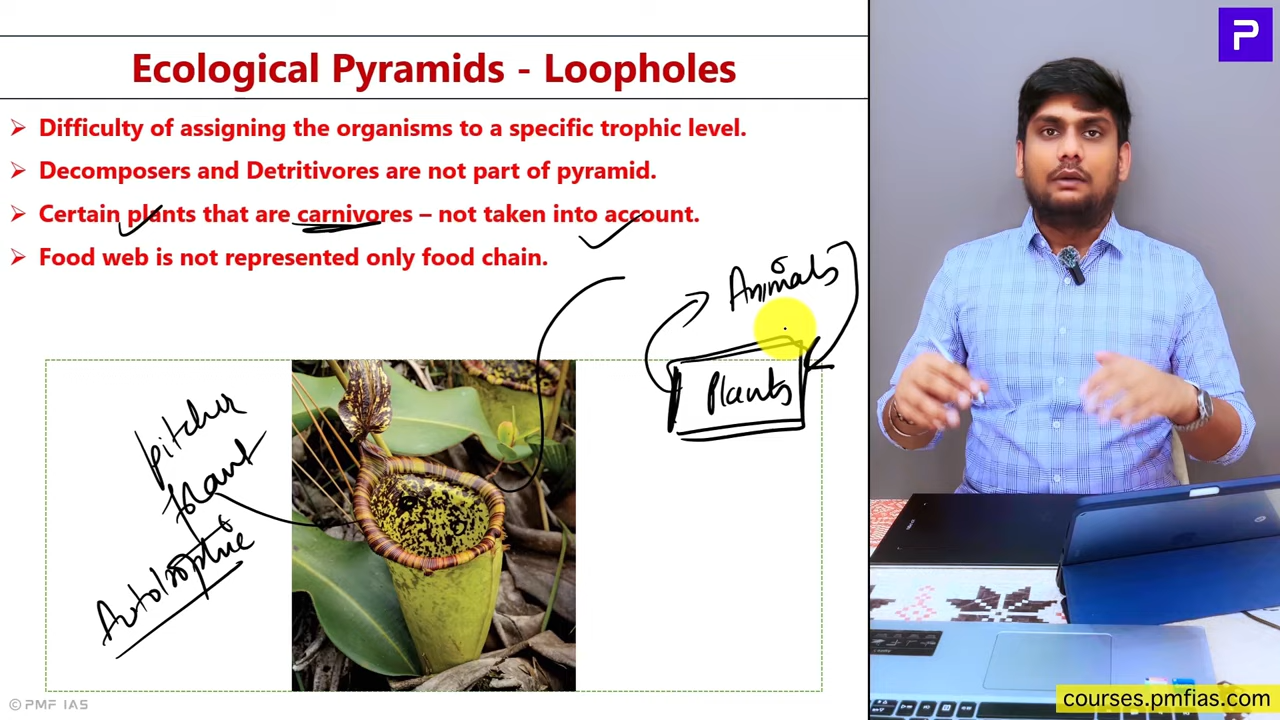 P
Ecological Pyramids - Loopholes
➢ Difficulty of assigning the organisms to a specific trophic level.
➢ Decomposers and Detritivores are not part of pyramid.
➢ Certain plants that are carnivores – not taken into account.
➢ Food web is not represented only food chain.
Animals
Plants
pitcher
plant
Autotrophic
© PMF IAS
courses.pmfias.com